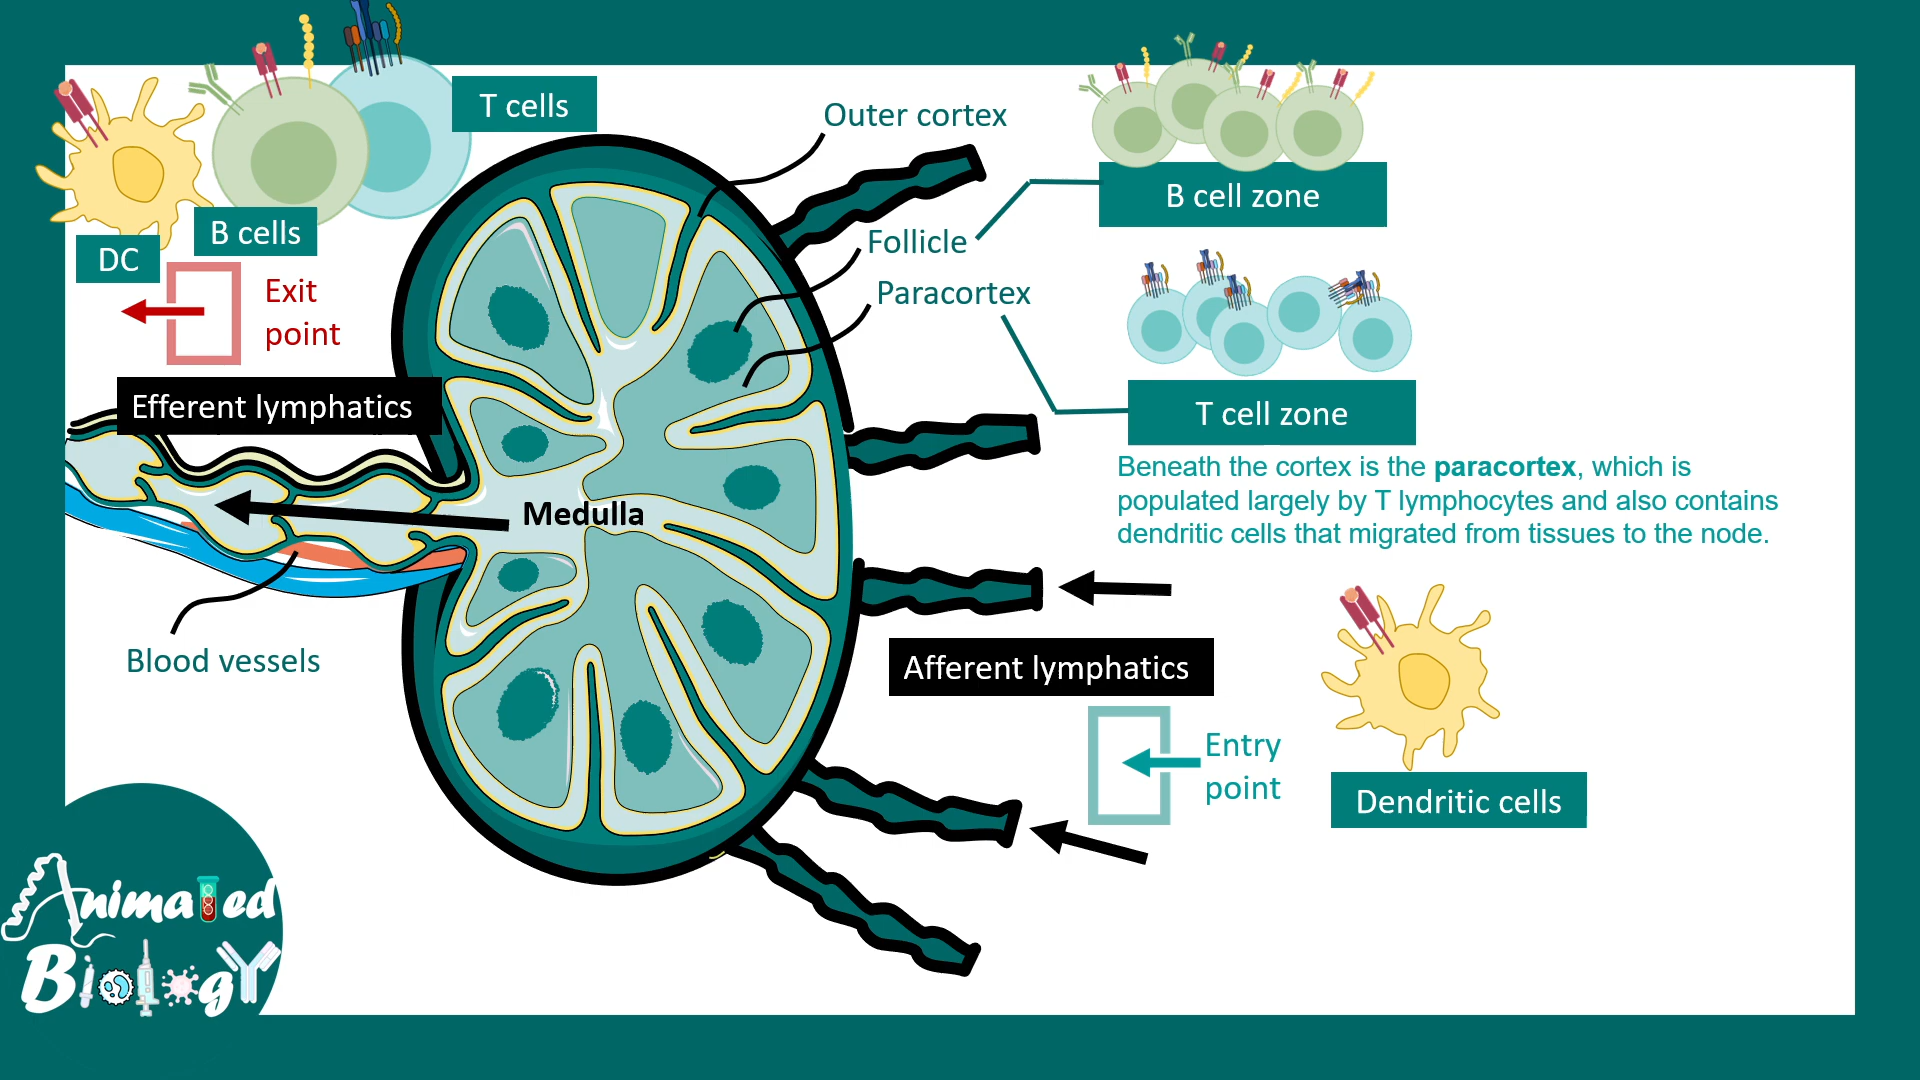 T cells
B cells
DC
Exit
point
Efferent lymphatics
Outer cortex
Follicle
Paracortex
B cell zone
T cell zone
Beneath the cortex is the paracortex, which is
populated largely by T lymphocytes and also contains
dendritic cells that migrated from tissues to the node.
Medulla
Blood vessels
Afferent lymphatics
Entry
point
Dendritic cells
Animated
Biology